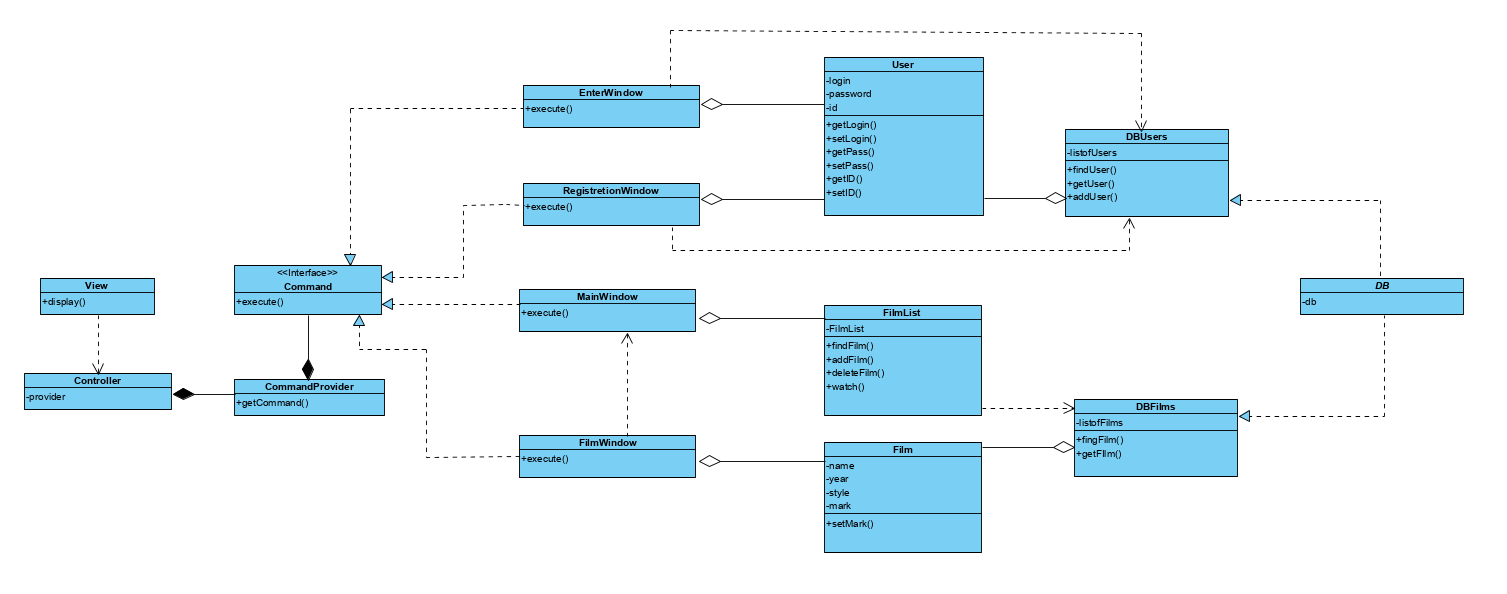 View
+display()
Controller
-provider
<<Interface>>
Command
+execute()
CommandProvider
+getCommand()
EnterWindow
+execute()
RegistretionWindow
+execute()
MainWindow
+execute()
FilmWindow
+execute()
User
-login
-password
-id
+getLogin()
+setLogin()
+getPass()
+setPass()
+getID()
+setID()
FilmList
-FilmList
+findFilm()
+addFilm()
+deleteFilm()
+watch()
Film
-name
-year
-style
-mark
+setMark()
DBUsers
-listofUsers
+findUser()
+getUser()
+addUser()
DBFilms
-listofFilms
+fingFilm()
+getFIlm()
DB
-db